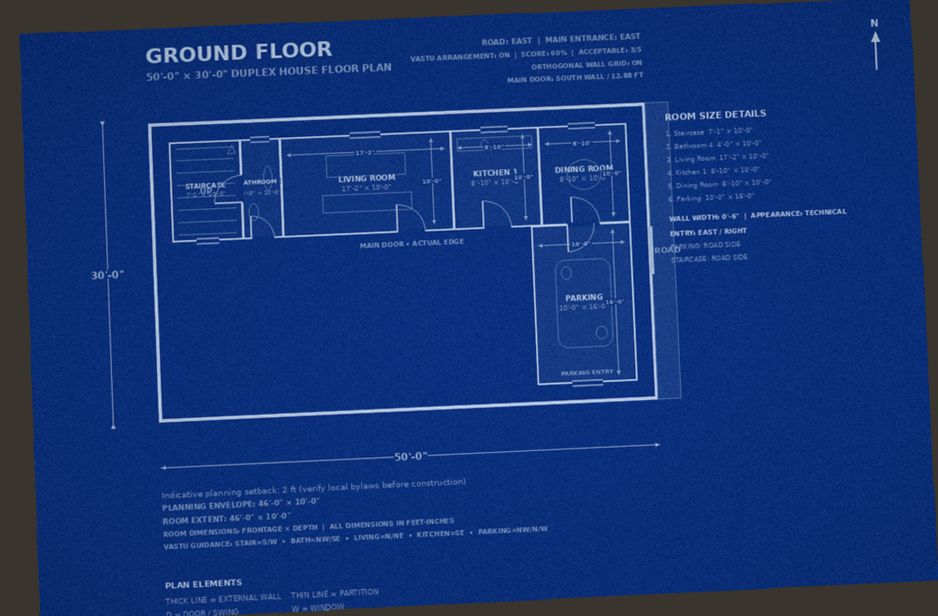 GROUND FLOOR
50'-0" × 30'-0" DUPLEX HOUSE FLOOR PLAN
ROAD: EAST | MAIN ENTRANCE: EAST
VASTU ARRANGEMENT: ON | SCORE: 60% | ACCEPTABLE: 3/5
ORTHOGONAL WALL GRID: ON
MAIN DOOR: SOUTH WALL / 12.88 FT
N
ROOM SIZE DETAILS
1. Staircase 7'-1" × 10'-0"
2. Bathroom 4 4'-0" × 10'-0"
3. Living Room 17'-2" × 10'-0"
4. Kitchen 1 8'-10" × 10'-0"
5. Dining Room 8'-10" × 10'-0"
6. Parking 10'-0" × 16'-0"
WALL WIDTH: 0'-6" | APPEARANCE: TECHNICAL
ENTRY: EAST / RIGHT
PARKING: ROAD SIDE
STAIRCASE: ROAD SIDE
ROAD
STAIRCASE
UP
ATHROOM
17'-2"
10'-0"
LIVING ROOM
17'-2" × 10'-0"
8'-10"
10'-0"
KITCHEN 1
8'-10" × 10'-0"
8'-10"
10'-0"
DINING ROOM
8'-10" × 10'-0"
MAIN DOOR • ACTUAL EDGE
10'-0"
16'-0"
PARKING
10'-0" × 16'-0"
PARKING ENTRY
30'-0"
50'-0"
Indicative planning setback: 2 ft (verify local bylaws before construction)
PLANNING ENVELOPE: 46'-0" × 10'-0"
ROOM EXTENT: 46'-0" × 10'-0"
ROOM DIMENSIONS: FRONTAGE × DEPTH | ALL DIMENSIONS IN FEET-INCHES
VASTU GUIDANCE: STAIR=S/W • BATH=NW/SE • LIVING=N/NE • KITCHEN=SE • PARKING=NW/N/W
PLAN ELEMENTS
THICK LINE = EXTERNAL WALL THIN LINE = PARTITION
D = DOOR / SWING W = WINDOW